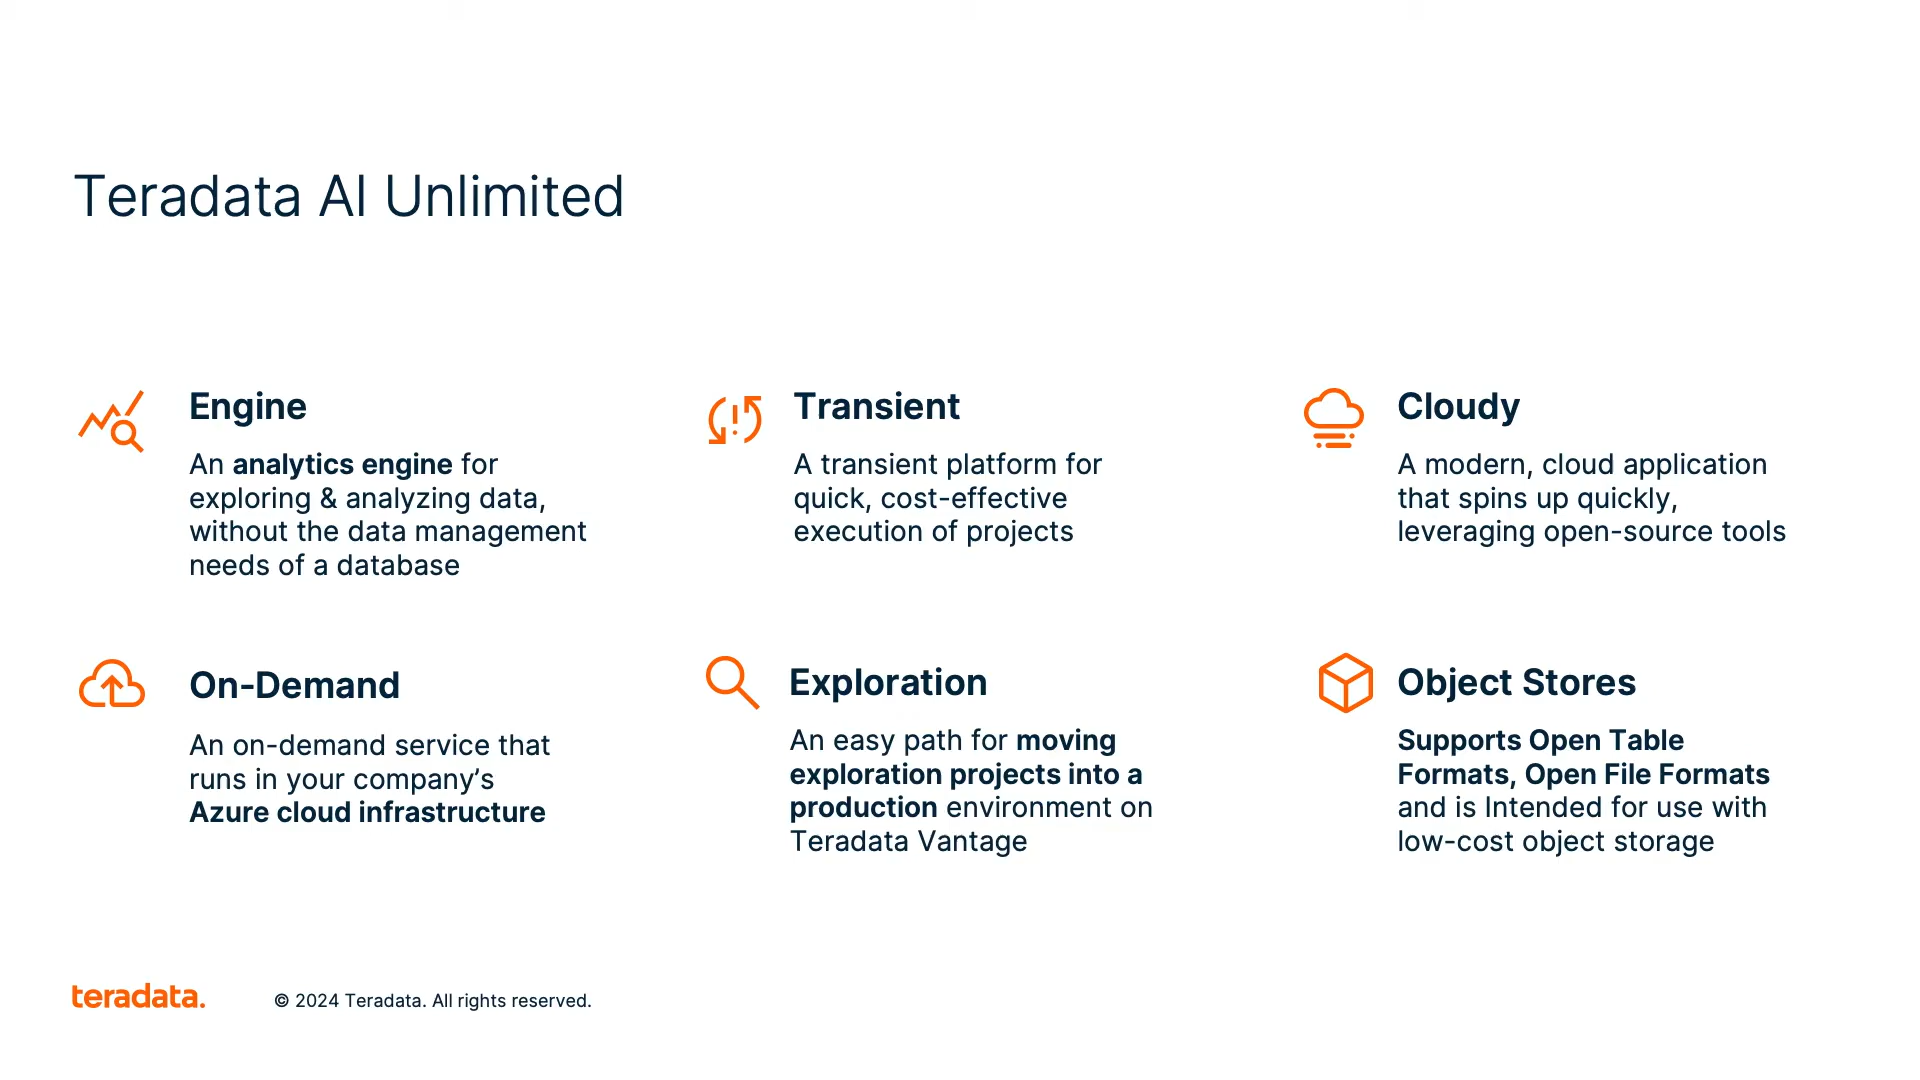 Teradata AI Unlimited
Engine
An analytics engine for
exploring & analyzing data,
without the data management
needs of a database
Transient
A transient platform for
quick, cost-effective
execution of projects
Cloudy
A modern, cloud application
that spins up quickly,
leveraging open-source tools
On-Demand
An on-demand service that
runs in your company’s
Azure cloud infrastructure
Exploration
An easy path for moving
exploration projects into a
production environment on
Teradata Vantage
Object Stores
Supports Open Table
Formats, Open File Formats
and is Intended for use with
low-cost object storage
teradata.
© 2024 Teradata. All rights reserved.